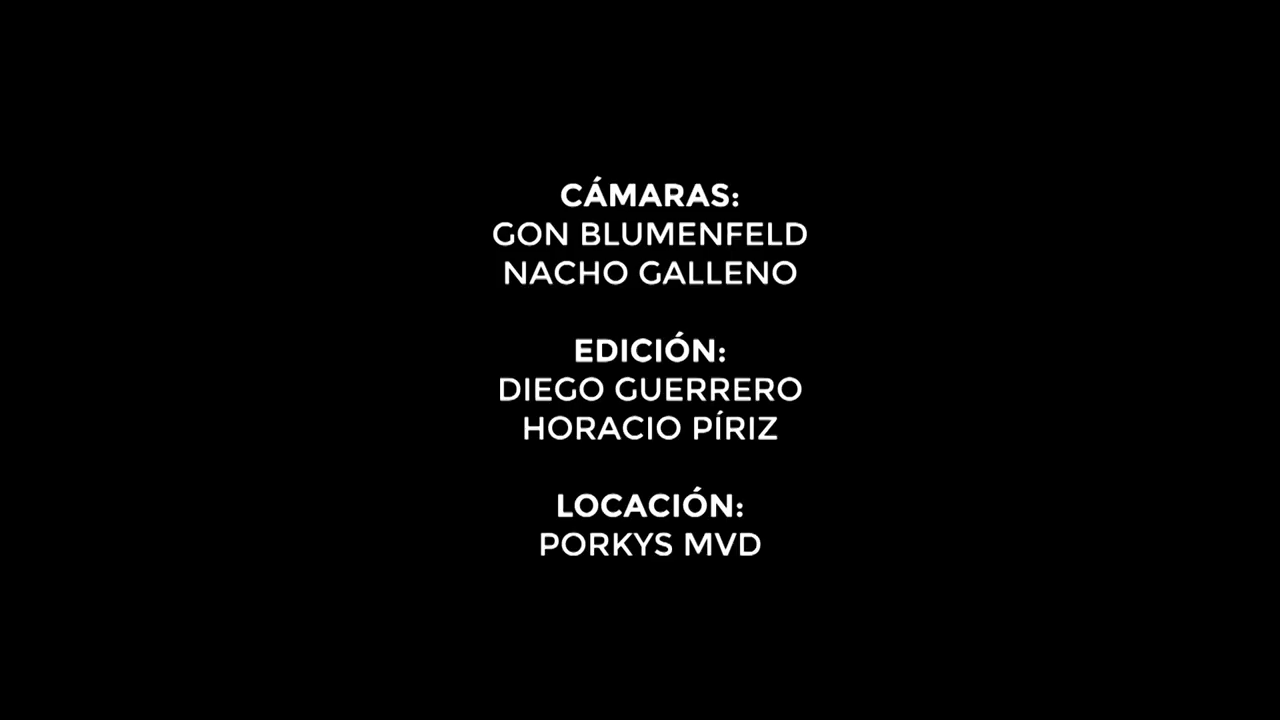 CÁMARAS:
GON BLUMENFELD
NACHO GALLENO
EDICIÓN:
DIEGO GUERRERO
HORACIO PÍRIZ
LOCACIÓN:
PORKYS MVD